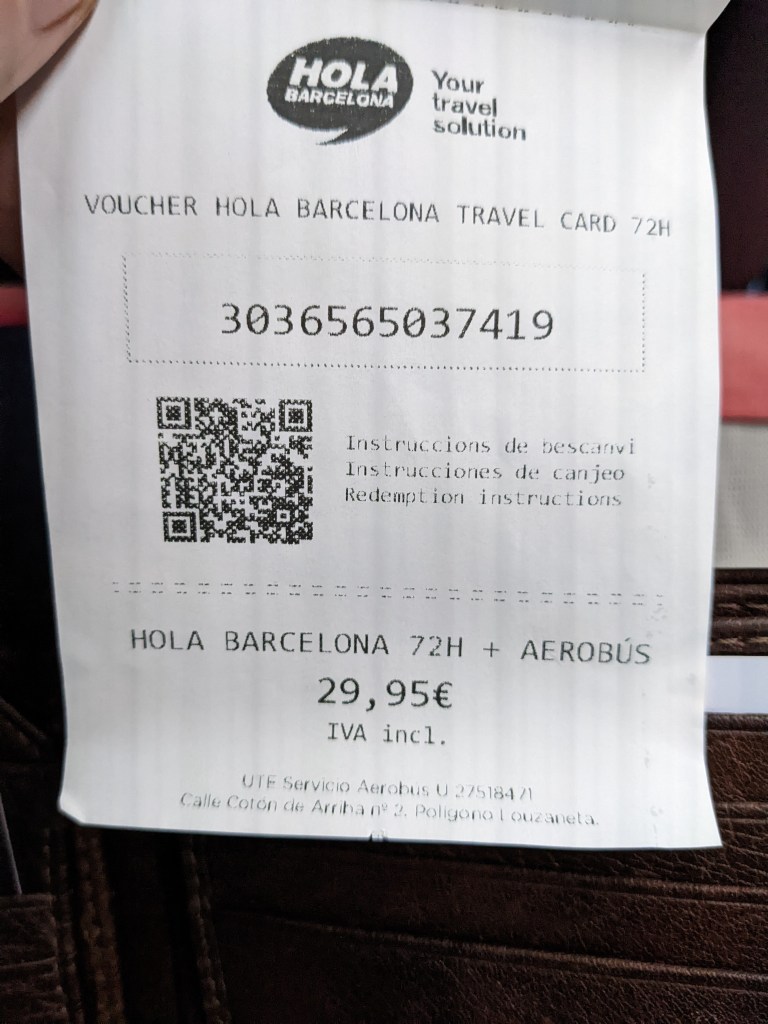 HOLA
BARCELONA
Your
travel
solution
VOUCHER HOLA BARCELONA TRAVEL CARD 72H
3036565037419
Instruccions de bescanvi
Instrucciones de canjeo
Redemption instructions
HOLA BARCELONA 72H + AEROBÚS
29,95€
IVA incl.
UTE Servicio Aerobus U 27518471
Calle Cotón de Arriba nº 2. Poligono Louzaneta.